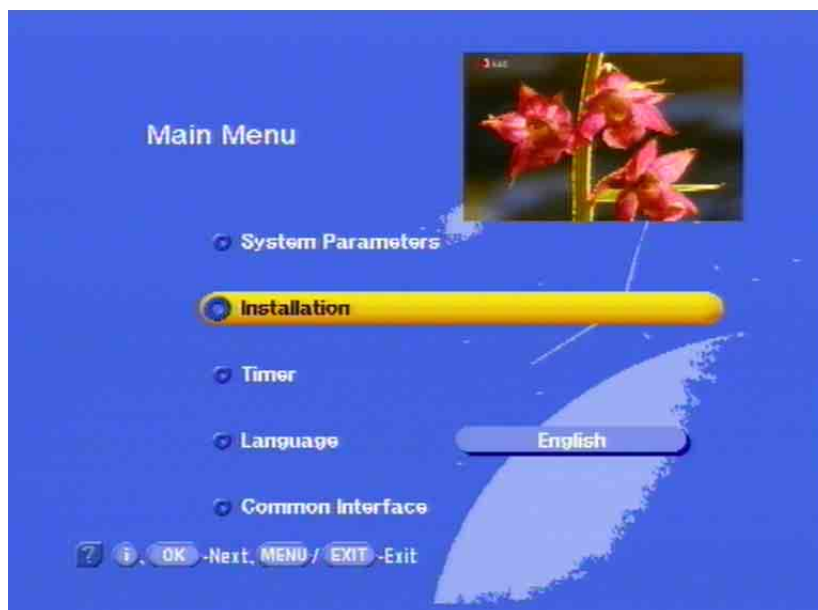 Main Menu
System Parameters
Installation
Timer
Language English
Common Interface
? i, OK -Next, MENU / EXIT -Exit